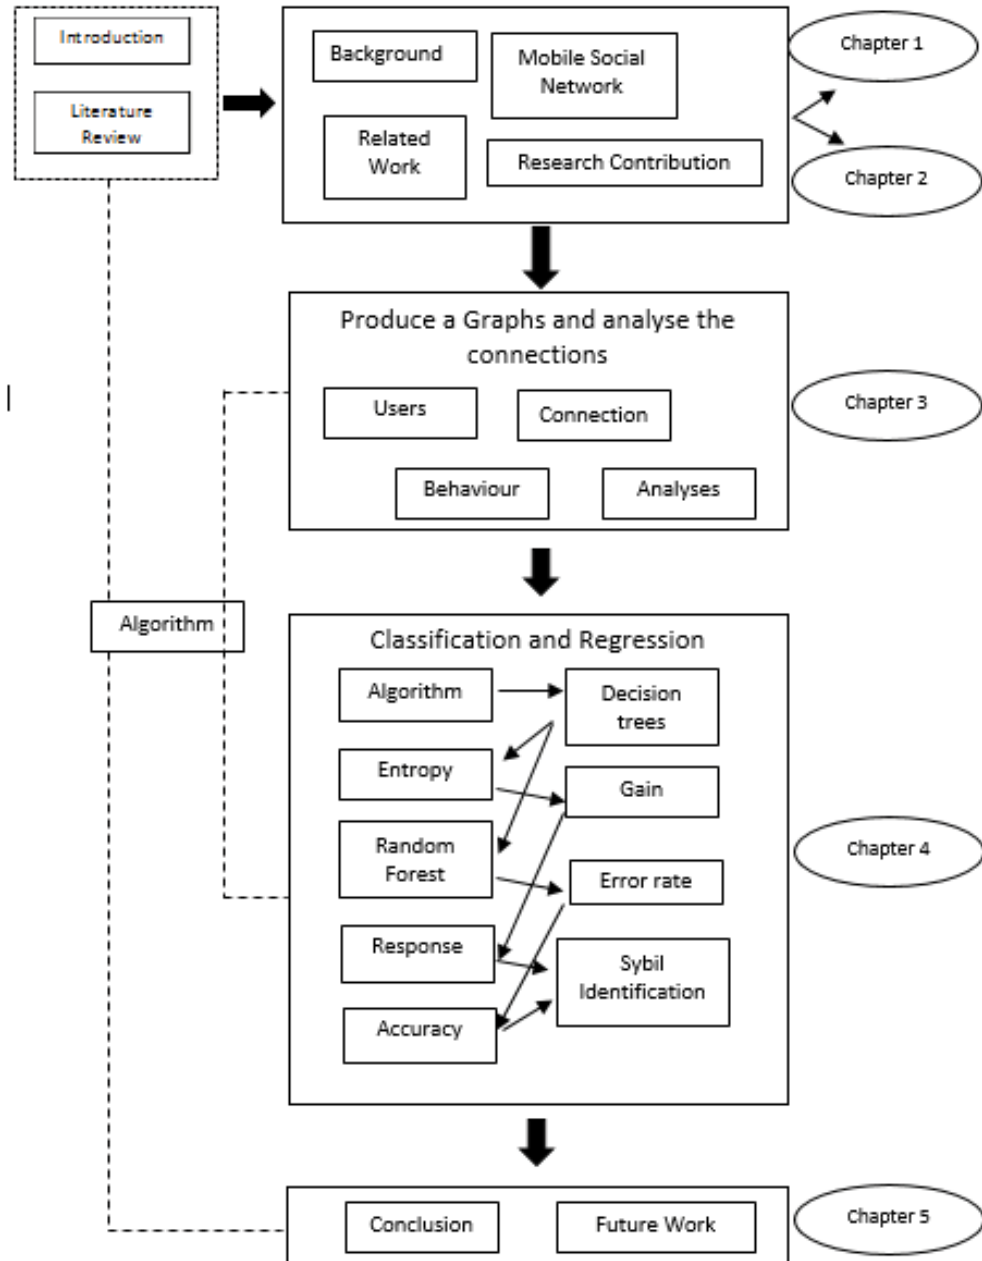 Introduction
Literature
Review
Background
Mobile Social
Network
Related
Work
Research Contribution
Chapter 1
Chapter 2
Produce a Graphs and analyse the
connections
Users
Connection
Behaviour
Analyses
Chapter 3
Algorithm
Classification and Regression
Algorithm
Decision
trees
Entropy
Gain
Random
Forest
Error rate
Response
Sybil
Identification
Accuracy
Chapter 4
Conclusion
Future Work
Chapter 5